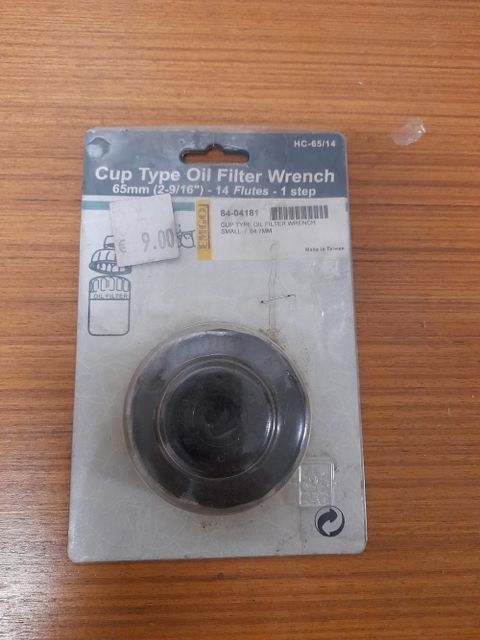 HC-65/14
Cup Type Oil Filter Wrench
65mm (2-9/16") - 14 Flutes - 1 step
€ 9.00
EMGO
84-04181
CUP TYPE OIL FILTER WRENCH
SMALL / 64.7MM
Made in Taiwan
OIL FILTER